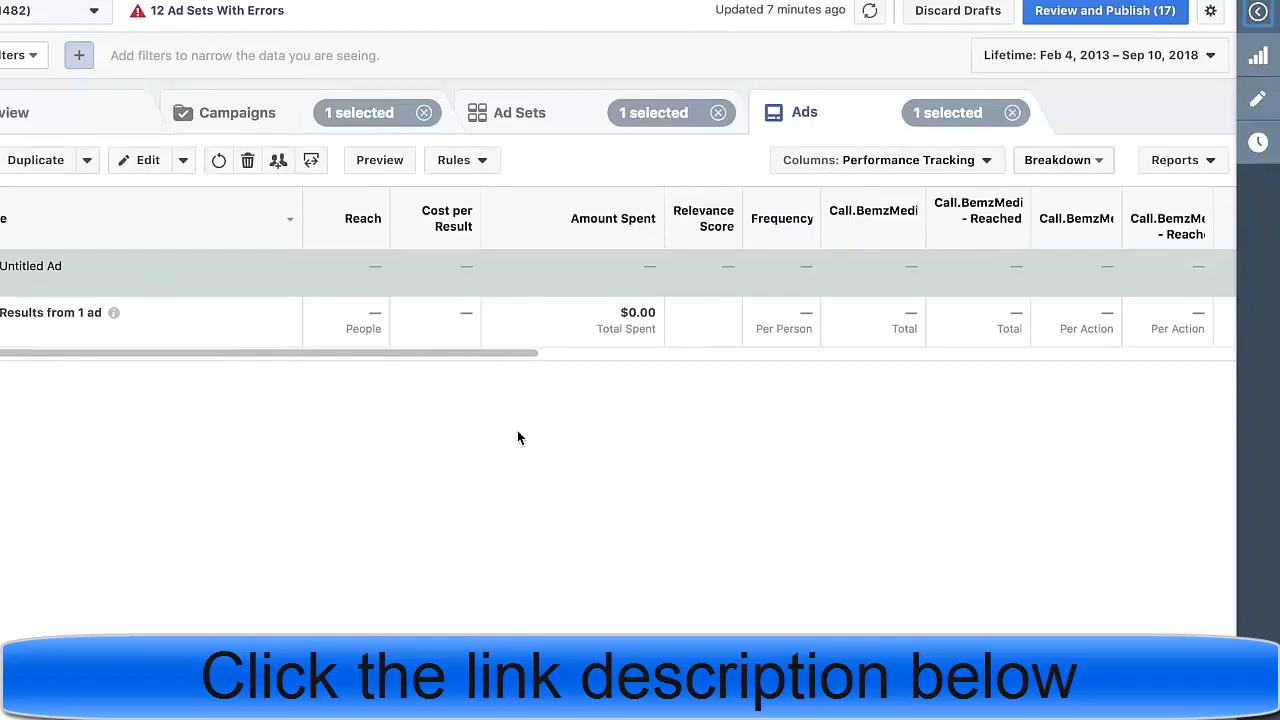 1482)
12 Ad Sets With Errors
Updated 7 minutes ago
Discard Drafts
Review and Publish (17)
lters
+
Add filters to narrow the data you are seeing.
Lifetime: Feb 4, 2013 – Sep 10, 2018
view
Campaigns
1 selected
Ad Sets
1 selected
Ads
1 selected
Duplicate
Edit
Preview
Rules
Columns: Performance Tracking
Breakdown
Reports
e
Reach
Cost per
Result
Amount Spent
Relevance
Score
Frequency
Call.BemzMedi
Call.BemzMedi
- Reached
Call.BemzMe
Call.BemzMe
- Reach
Untitled Ad
— — — — — — — — —
Results from 1 ad
—
People
—
$0.00
Total Spent
—
Per Person
—
Total
—
Total
—
Per Action
—
Per Action
Click the link description below